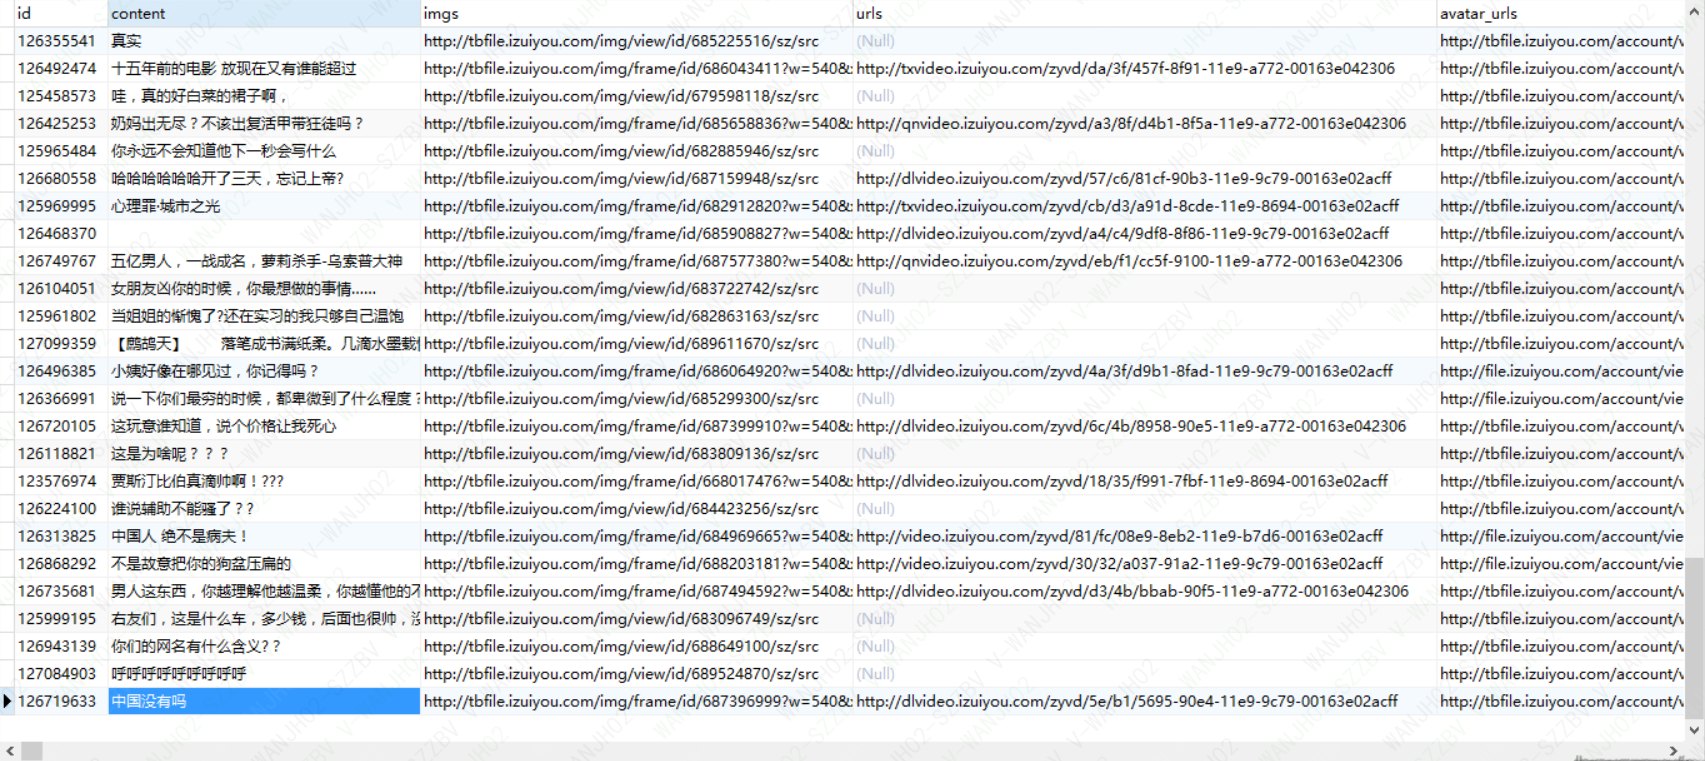 id content imgs urls avatar_urls
126355541 真实 http://tbfile.izuiyou.com/img/view/id/685225516/sz/src (Null) http://tbfile.izuiyou.com/account/v
126492474 十五年前的电影 放现在又有谁能超过 http://tbfile.izuiyou.com/img/frame/id/686043411?w=540& http://txvideo.izuiyou.com/zyvd/da/3f/457f-8f91-11e9-a772-00163e042306 http://tbfile.izuiyou.com/account/v
125458573 哇，真的好白菜的裙子啊， http://tbfile.izuiyou.com/img/view/id/679598118/sz/src (Null) http://tbfile.izuiyou.com/account/v
126425253 奶妈出无尽？不该出复活甲带狂徒吗？ http://tbfile.izuiyou.com/img/frame/id/685658836?w=540& http://qnvideo.izuiyou.com/zyvd/a3/8f/d4b1-8f5a-11e9-a772-00163e042306 http://tbfile.izuiyou.com/account/v
125965484 你永远不会知道他下一秒会写什么 http://tbfile.izuiyou.com/img/view/id/682885946/sz/src (Null) http://tbfile.izuiyou.com/account/v
126680558 哈哈哈哈哈哈开了三天，忘记上帝? http://tbfile.izuiyou.com/img/view/id/687159948/sz/src http://dlvideo.izuiyou.com/zyvd/57/c6/81cf-90b3-11e9-9c79-00163e02acff http://tbfile.izuiyou.com/account/v
125969995 心理罪·城市之光 http://tbfile.izuiyou.com/img/frame/id/682912820?w=540& http://txvideo.izuiyou.com/zyvd/cb/d3/a91d-8cde-11e9-8694-00163e02acff http://tbfile.izuiyou.com/account/v
126468370 http://tbfile.izuiyou.com/img/frame/id/685908827?w=540& http://dlvideo.izuiyou.com/zyvd/a4/c4/9df8-8f86-11e9-9c79-00163e02acff http://tbfile.izuiyou.com/account/v
126749767 五亿男人，一战成名，萝莉杀手-乌索普大神 http://tbfile.izuiyou.com/img/frame/id/687577380?w=540& http://qnvideo.izuiyou.com/zyvd/eb/f1/cc5f-9100-11e9-a772-00163e042306 http://tbfile.izuiyou.com/account/v
126104051 女朋友凶你的时候，你最想做的事情...... http://tbfile.izuiyou.com/img/view/id/683722742/sz/src (Null) http://tbfile.izuiyou.com/account/v
125961802 当姐姐的惭愧了?还在实习的我只够自己温饱 http://tbfile.izuiyou.com/img/view/id/682863163/sz/src (Null) http://tbfile.izuiyou.com/account/v
127099359 【鹧鸪天】 落笔成书满纸柔。几滴水墨载 http://tbfile.izuiyou.com/img/view/id/689611670/sz/src (Null) http://tbfile.izuiyou.com/account/v
126496385 小姨好像在哪见过，你记得吗？ http://tbfile.izuiyou.com/img/frame/id/686064920?w=540& http://dlvideo.izuiyou.com/zyvd/4a/3f/d9b1-8fad-11e9-9c79-00163e02acff http://file.izuiyou.com/account/vie
126366991 说一下你们最穷的时候，都卑微到了什么程度？ http://tbfile.izuiyou.com/img/view/id/685299300/sz/src (Null) http://file.izuiyou.com/account/vie
126720105 这玩意谁知道，说个价格让我死心 http://tbfile.izuiyou.com/img/frame/id/687399910?w=540& http://dlvideo.izuiyou.com/zyvd/6c/4b/8958-90e5-11e9-a772-00163e042306 http://tbfile.izuiyou.com/account/v
126118821 这是为啥呢？？？ http://tbfile.izuiyou.com/img/view/id/683809136/sz/src (Null) http://tbfile.izuiyou.com/account/v
123576974 贾斯汀比伯真滴帅啊！??? http://tbfile.izuiyou.com/img/frame/id/668017476?w=540& http://dlvideo.izuiyou.com/zyvd/18/35/f991-7fbf-11e9-8694-00163e02acff http://tbfile.izuiyou.com/account/v
126224100 谁说辅助不能骚了？? http://tbfile.izuiyou.com/img/view/id/684423256/sz/src (Null) http://tbfile.izuiyou.com/account/v
126313825 中国人 绝不是病夫！ http://tbfile.izuiyou.com/img/frame/id/684969665?w=540& http://video.izuiyou.com/zyvd/81/fc/08e9-8eb2-11e9-b7d6-00163e02acff http://file.izuiyou.com/account/vie
126868292 不是故意把你的狗盆压扁的 http://tbfile.izuiyou.com/img/frame/id/688203181?w=540& http://video.izuiyou.com/zyvd/30/32/a037-91a2-11e9-9c79-00163e02acff http://file.izuiyou.com/account/vie
126735681 男人这东西，你越理解他越温柔，你越懂他的不 http://tbfile.izuiyou.com/img/frame/id/687494592?w=540& http://dlvideo.izuiyou.com/zyvd/d3/4b/bbab-90f5-11e9-a772-00163e042306 http://tbfile.izuiyou.com/account/v
125999195 右友们，这是什么车，多少钱，后面也很帅， http://tbfile.izuiyou.com/img/view/id/683096749/sz/src (Null) http://tbfile.izuiyou.com/account/v
126943139 你们的网名有什么含义?？ http://tbfile.izuiyou.com/img/view/id/688649100/sz/src (Null) http://tbfile.izuiyou.com/account/v
127084903 呼呼呼呼呼呼呼呼呼 http://tbfile.izuiyou.com/img/view/id/689524870/sz/src (Null) http://tbfile.izuiyou.com/account/v
126719633 中国没有吗 http://tbfile.izuiyou.com/img/frame/id/687396999?w=540& http://dlvideo.izuiyou.com/zyvd/5e/b1/5695-90e4-11e9-9c79-00163e02acff http://tbfile.izuiyou.com/account/v